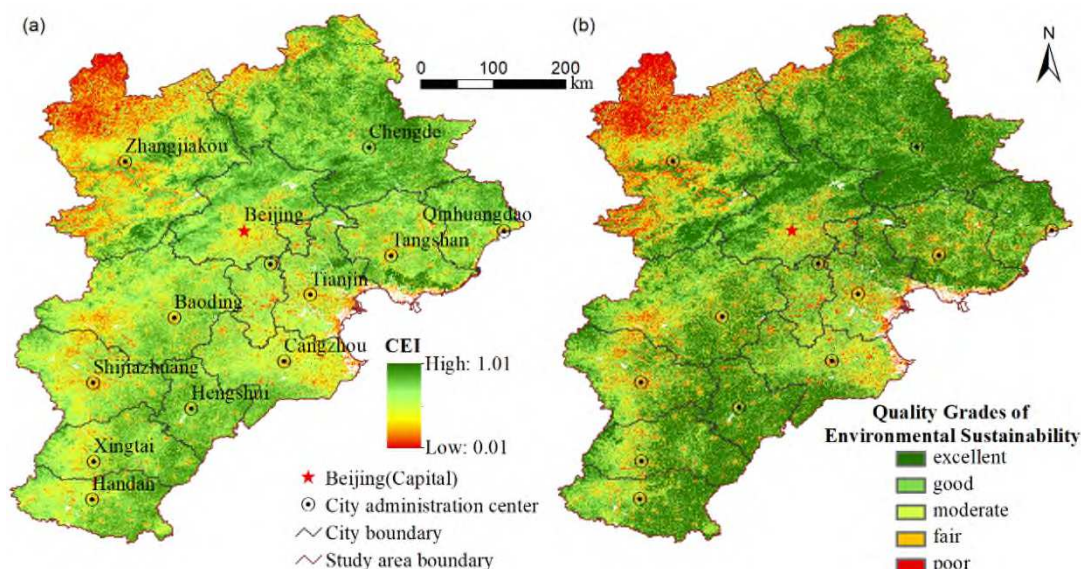 (a)
(b)
N
0 100 200
km
Zhangjiakou
Chengde
Beijing
Qinhuangdao
Tangshan
Tianjin
Baoding
Cangzhou
Shijiazhuang
Hengshui
Xingtai
Handan
CEI
High: 1.01
Low: 0.01
Beijing(Capital)
City administration center
City boundary
Study area boundary
Quality Grades of
Environmental Sustainability
excellent
good
moderate
fair
poor